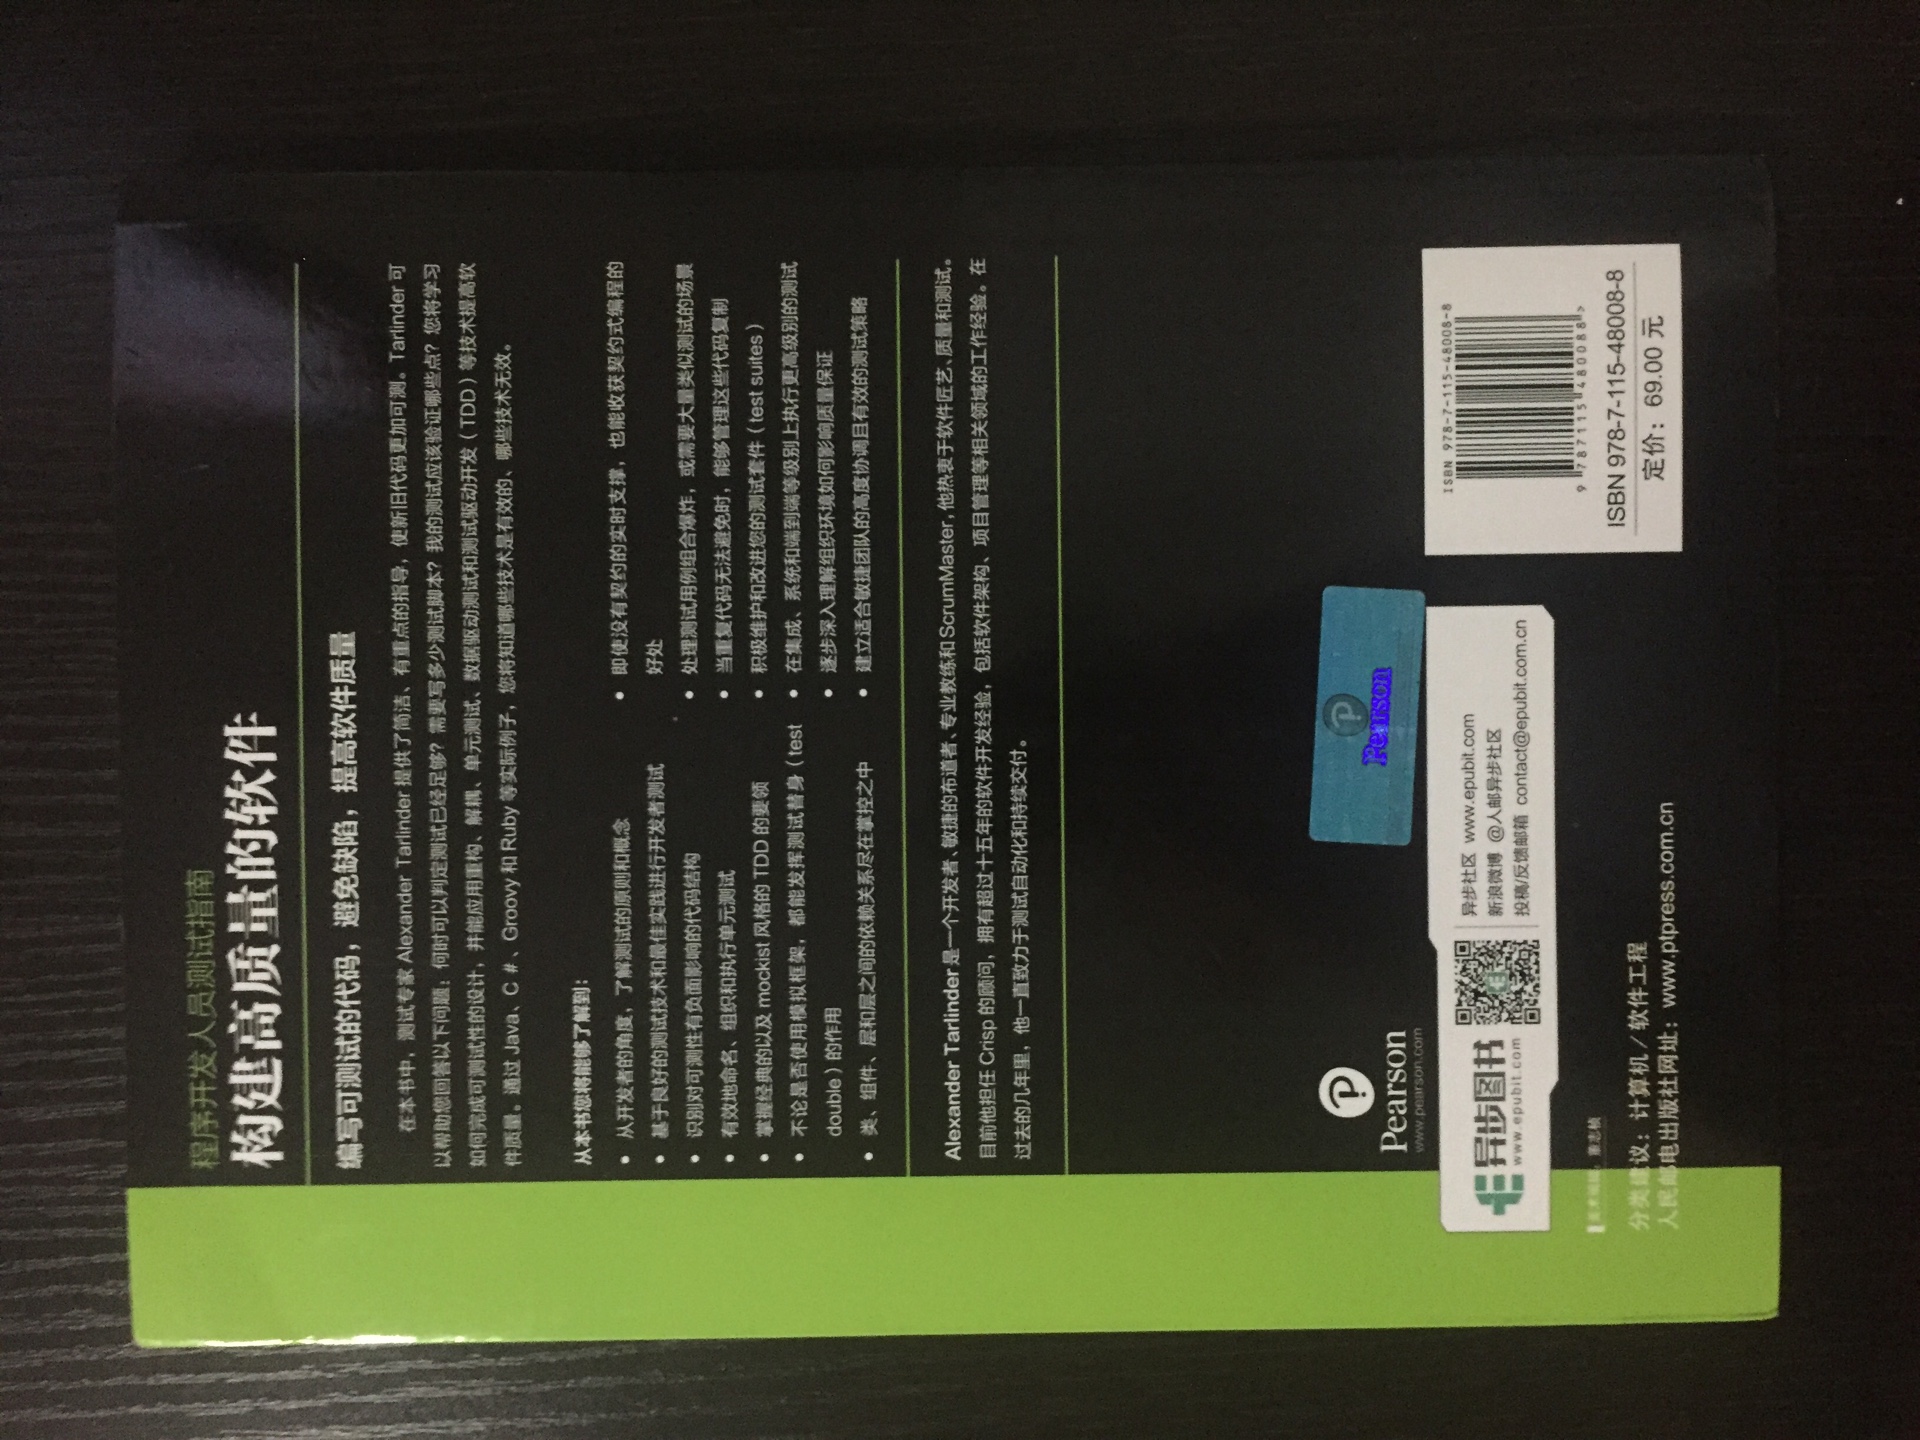 程序开发人员测试指南
构建高质量的软件
编写可测试的代码，避免缺陷，提高软件质量
在本书中，测试专家 Alexander Tarlinder 提供了简洁、有重点的指导，使新旧代码更加可测。Tarlinder 可
以帮助您回答以下问题：何时可以判定测试已经足够？需要写多少测试脚本？我的测试应该验证哪些点？您将学习
如何完成可测试性的设计，并能应用重构、解耦、单元测试、数据驱动测试和测试驱动开发（TDD）等技术提高软
件质量。通过 Java、C #、Groovy 和 Ruby 等实际例子，您将知道哪些技术是有效的、哪些技术无效。
从本书您将能够了解到：
• 从开发者的角度，了解测试的原则和概念
• 基于良好的测试技术和最佳实践进行开发者测试
• 识别对可测性有负面影响的代码结构
• 有效地命名、组织和执行单元测试
• 掌握经典的以及 mockist 风格的 TDD 的要领
• 不论是否使用模拟框架，都能发挥测试替身（test
double）的作用
• 类、组件、层和层之间的依赖关系尽在掌控之中
• 即使没有契约的实时支撑，也能收获契约式编程的
好处
• 处理测试用例组合爆炸，或需要大量类似测试的场景
• 当重复代码无法避免时，能够管理这些代码复制
• 积极维护和改进您的测试套件（test suites）
• 在集成、系统和端到端等级别上执行更高级别的测试
• 逐步深入理解组织环境如何影响质量保证
• 建立适合敏捷团队的高度协调且有效的测试策略
Alexander Tarlinder 是一个开发者、敏捷的布道者、专业教练和 ScrumMaster，他热衷于软件匠艺、质量和测试。
目前他担任 Crisp 的顾问，拥有超过十五年的软件开发经验，包括软件架构、项目管理等相关领域的工作经验。在
过去的几年里，他一直致力于测试自动化和持续交付。
Pearson
www.pearson.com
Pearson
异步图书
www.epubit.com
异步社区 www.epubit.com
新浪微博 @人邮异步社区
投稿/反馈邮箱 contact@epubit.com.cn
ISBN 978-7-115-48008-8
9 787115 480088 >
ISBN 978-7-115-48008-8
定价：69.00 元
分类建议：计算机 / 软件工程
人民邮电出版社网址：www.ptpress.com.cn